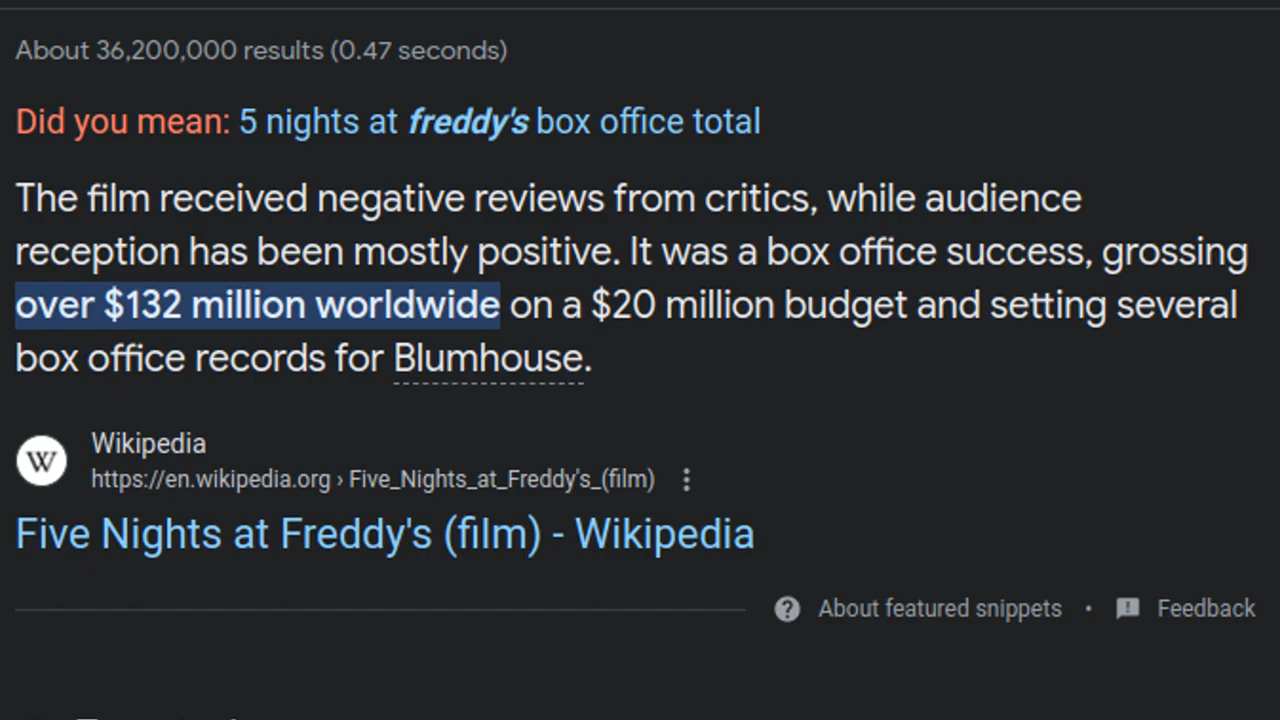 About 36,200,000 results (0.47 seconds)
Did you mean: 5 nights at freddy's box office total
The film received negative reviews from critics, while audience
reception has been mostly positive. It was a box office success, grossing
over $132 million worldwide on a $20 million budget and setting several
box office records for Blumhouse.
W
Wikipedia
https://en.wikipedia.org › Five_Nights_at_Freddy's_(film)
Five Nights at Freddy's (film) - Wikipedia
About featured snippets • Feedback